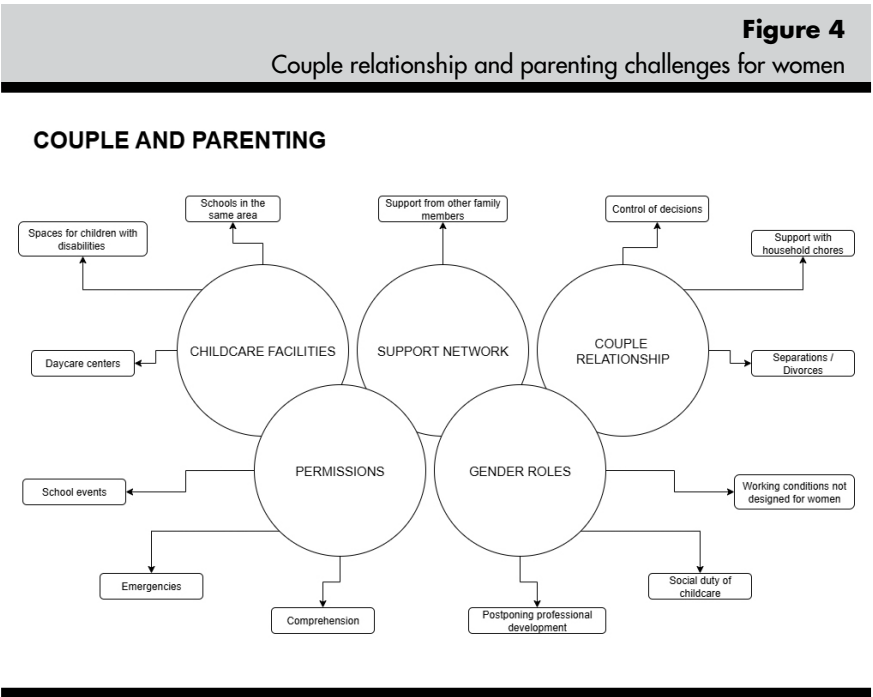 Figure 4
Couple relationship and parenting challenges for women
COUPLE AND PARENTING
Schools in the
same area
Support from other family
members
Control of decisions
Spaces for children with
disabilities
Support with
household chores
CHILDCARE FACILITIES
SUPPORT NETWORK
COUPLE
RELATIONSHIP
Daycare centers
Separations /
Divorces
PERMISSIONS
GENDER ROLES
School events
Working conditions not
designed for women
Emergencies
Social duty of
childcare
Comprehension
Postponing professional
development